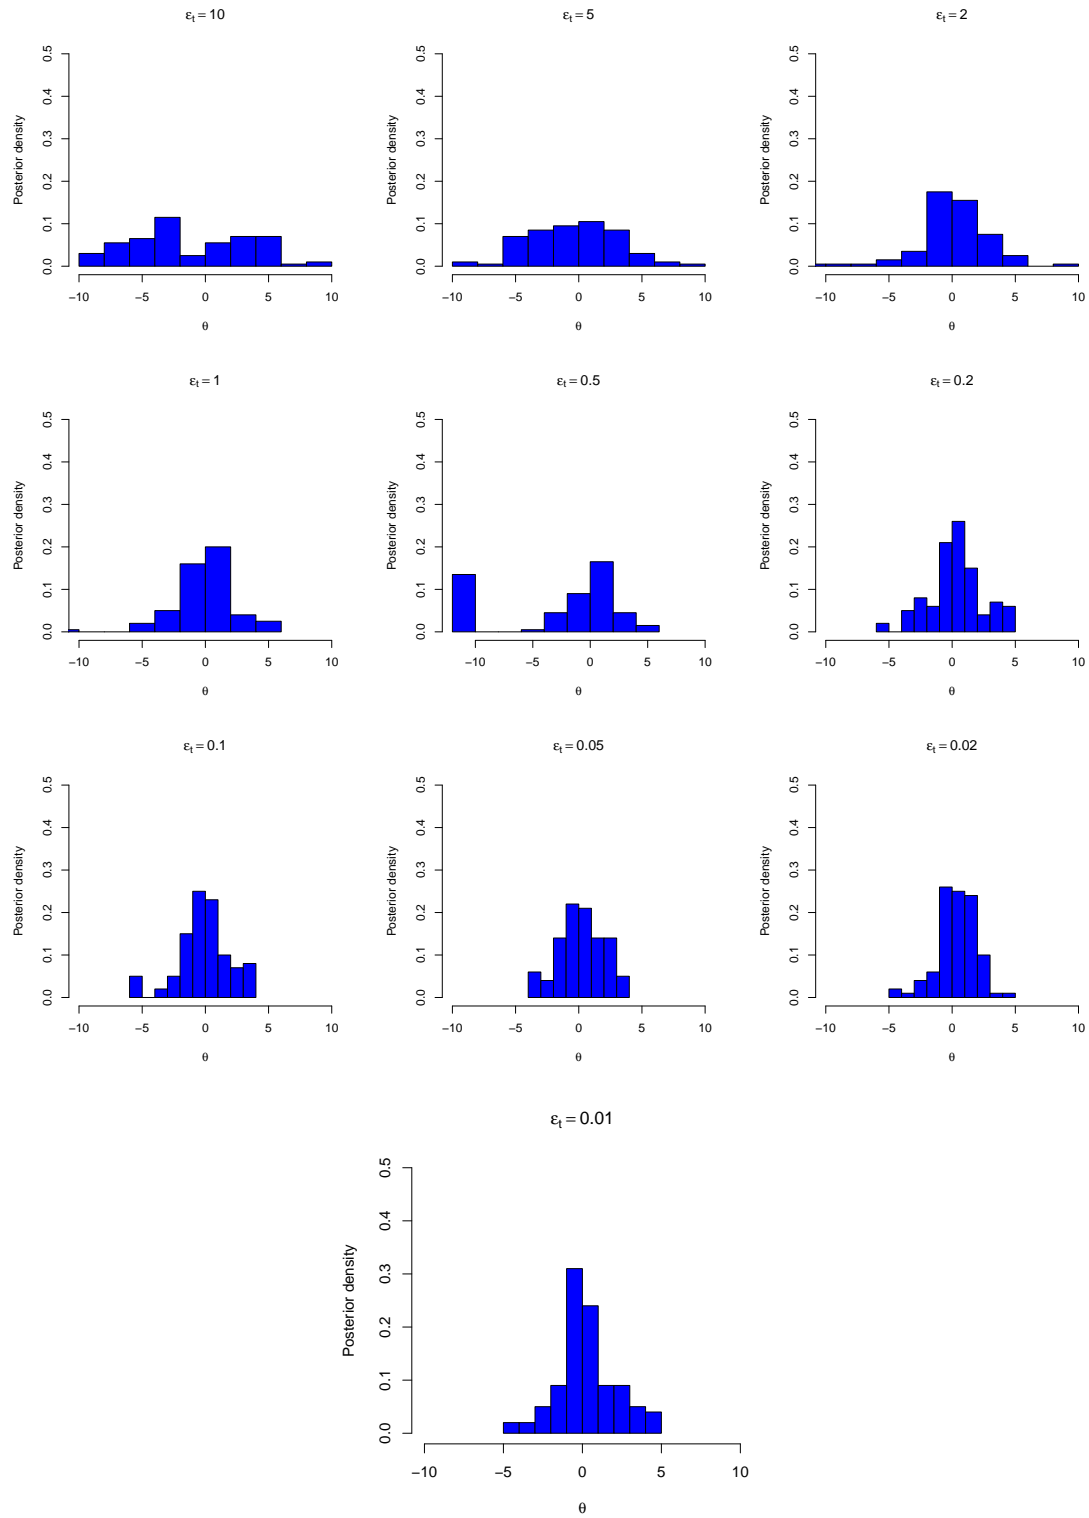 εt = 10
εt = 5
εt = 2
Posterior density
0.0 0.1 0.2 0.3 0.4 0.5
−10 −5 0 5 10
θ
Posterior density
0.0 0.1 0.2 0.3 0.4 0.5
−10 −5 0 5 10
θ
Posterior density
0.0 0.1 0.2 0.3 0.4 0.5
−10 −5 0 5 10
θ
εt = 1
εt = 0.5
εt = 0.2
Posterior density
0.0 0.1 0.2 0.3 0.4 0.5
−10 −5 0 5 10
θ
Posterior density
0.0 0.1 0.2 0.3 0.4 0.5
−10 −5 0 5 10
θ
Posterior density
0.0 0.1 0.2 0.3 0.4 0.5
−10 −5 0 5 10
θ
εt = 0.1
εt = 0.05
εt = 0.02
Posterior density
0.0 0.1 0.2 0.3 0.4 0.5
−10 −5 0 5 10
θ
Posterior density
0.0 0.1 0.2 0.3 0.4 0.5
−10 −5 0 5 10
θ
Posterior density
0.0 0.1 0.2 0.3 0.4 0.5
−10 −5 0 5 10
θ
εt = 0.01
Posterior density
0.0 0.1 0.2 0.3 0.4 0.5
−10 −5 0 5 10
θ